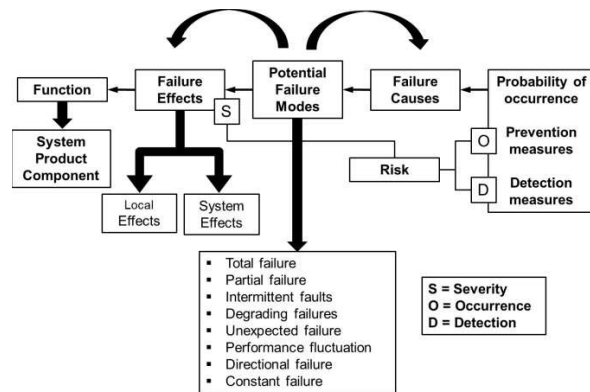 Function
System
Product
Component
Failure
Effects
S
Potential
Failure
Modes
Failure
Causes
Probability of
occurrence
O
Prevention
measures
D
Detection
measures
Risk
Local
Effects
System
Effects
▪ Total failure
▪ Partial failure
▪ Intermittent faults
▪ Degrading failures
▪ Unexpected failure
▪ Performance fluctuation
▪ Directional failure
▪ Constant failure
S = Severity
O = Occurrence
D = Detection